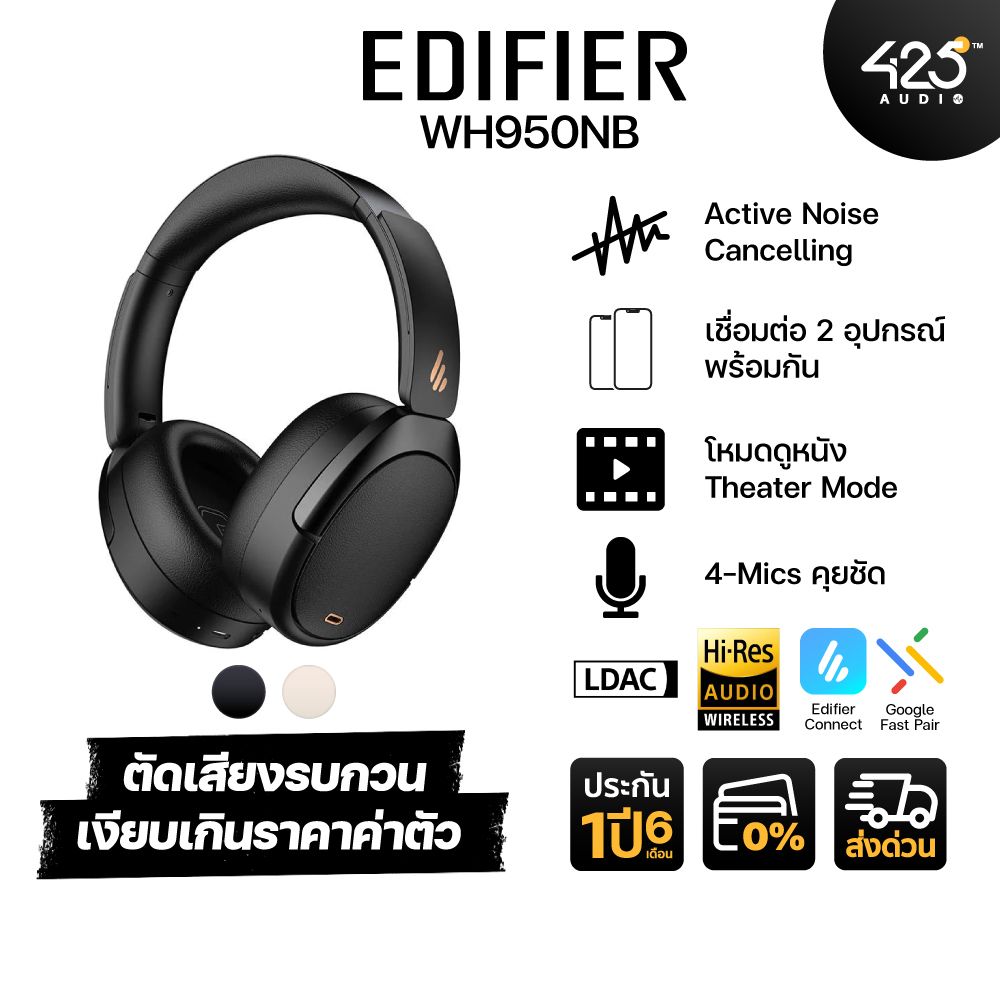 EDIFIER
WH950NB
425™
AUDIO
Active Noise
Cancelling
เชื่อมต่อ 2 อุปกรณ์
พร้อมกัน
โหมดดูหนัง
Theater Mode
4-Mics คุยชัด
LDAC
Hi-Res
AUDIO
WIRELESS
Edifier
Connect
Google
Fast Pair
ตัดเสียงรบกวน
เงียบเกินราคาค่าตัว
ประกัน
1ปี6
เดือน
0%
ส่งด่วน